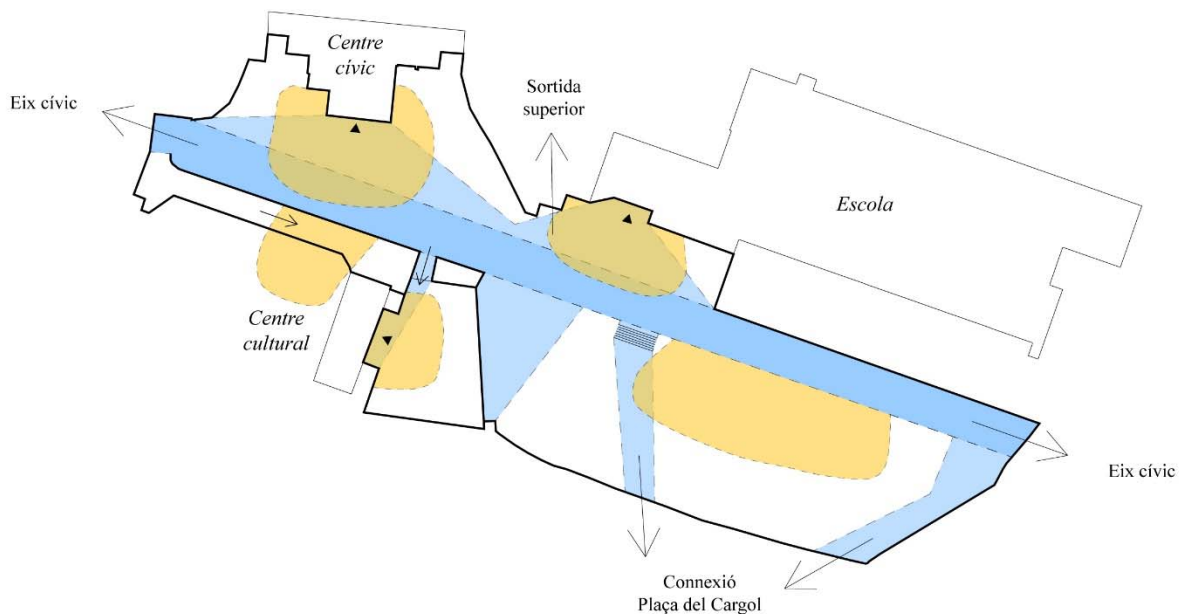 Centre
cívic
Eix cívic
Sortida
superior
Escola
Centre
cultural
Eix cívic
Connexió
Plaça del Cargol